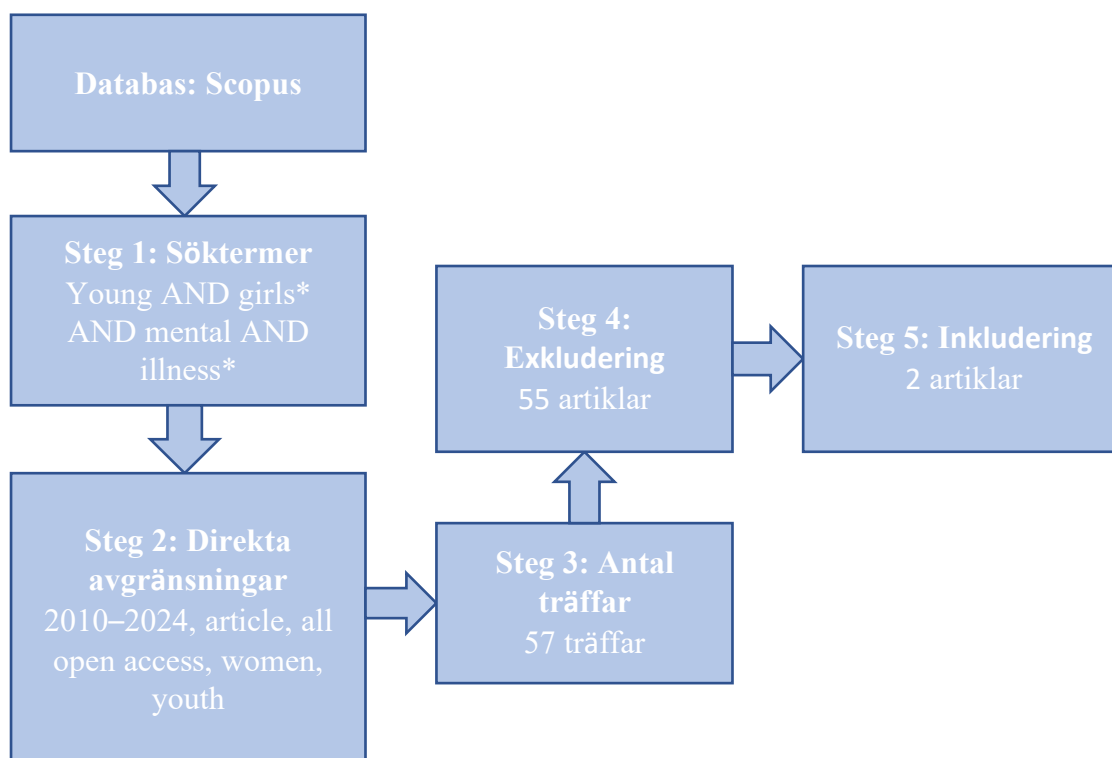 Databas: Scopus
Steg 1: Söktermer
Young AND girls*
AND mental AND
illness*
Steg 2: Direkta
avgränsningar
2010–2024, article, all
open access, women,
youth
Steg 3: Antal
träffar
57 träffar
Steg 4:
Exkludering
55 artiklar
Steg 5: Inkludering
2 artiklar